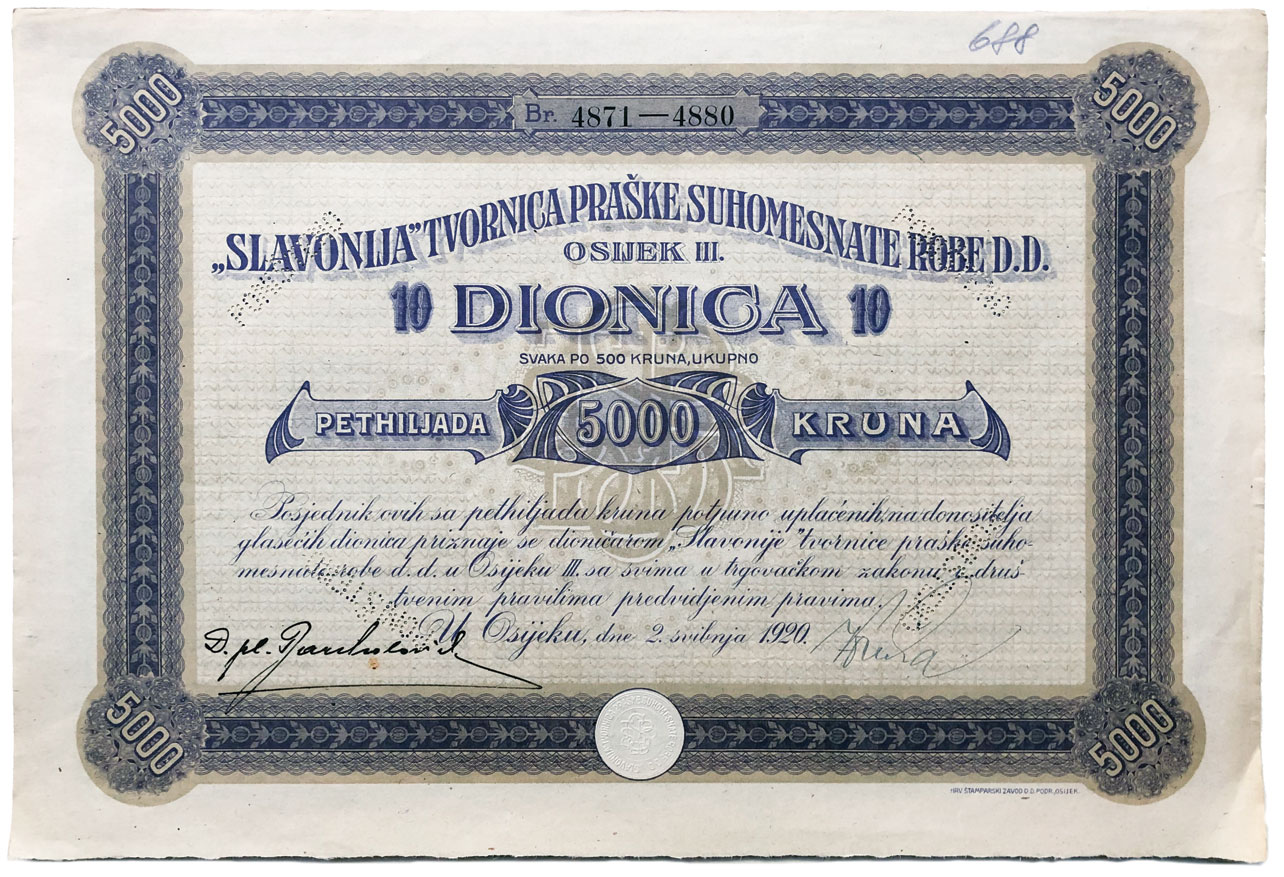 688
5000
5000
Br. 4871—4880
„SLAVONIJA” TVORNICA PRAŠKE SUHOMESNATE ROBE D.D.
OSIJEK III.
10 DIONICA 10
SVAKA PO 500 KRUNA, UKUPNO
PETHILJADA 5000 KRUNA
Posjednik ovih sa pethiljada kruna potpuno uplaćenih, na donositelja
glasećih dionica priznaje se dioničarom „Slavonije” tvornice praške suho-
mesnate robe d. d. u Osijeku III. sa svima u trgovačkom zakonu i druš-
tvenim pravilima predvidjenim pravima.
U Osijeku, dne 2. svibnja 1920.
D. pl.
5000
5000
HRV. ŠTAMPARSKI ZAVOD D.D. PODR. OSIJEK.